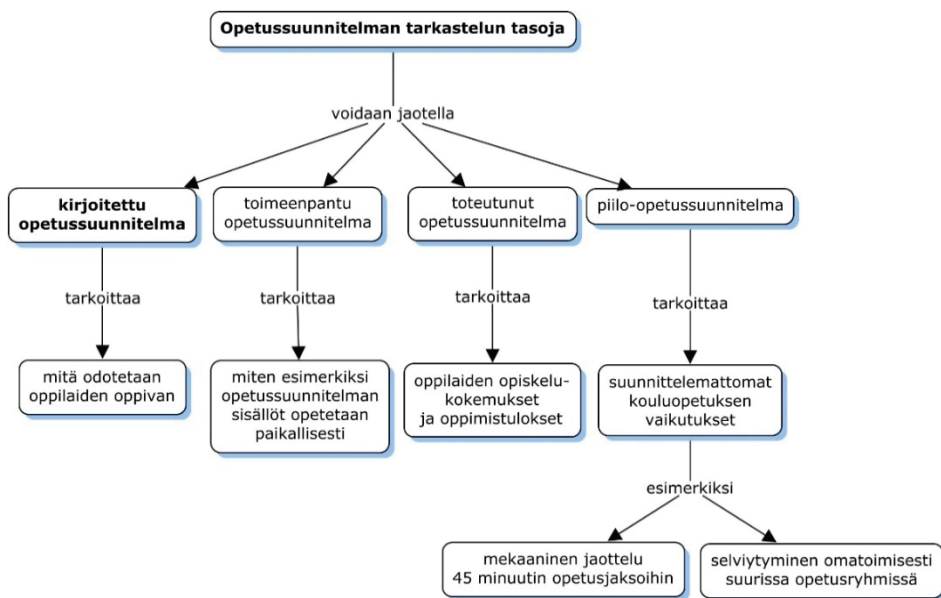 Opetussuunnitelman tarkastelun tasoja
voidaan jaotella
kirjoitettu
opetussuunnitelma
toimeenpantu
opetussuunnitelma
toteutunut
opetussuunnitelma
piilo-opetussuunnitelma
tarkoittaa
tarkoittaa
tarkoittaa
tarkoittaa
mitä odotetaan
oppilaiden oppivan
miten esimerkiksi
opetussuunnitelman
sisällöt opetetaan
paikallisesti
oppilaiden opiskelu-
kokemukset
ja oppimistulokset
suunnittelemattomat
kouluopetuksen
vaikutukset
esimerkiksi
mekaaninen jaottelu
45 minuutin opetusjaksoihin
selviytyminen omatoimisesti
suurissa opetusryhmissä